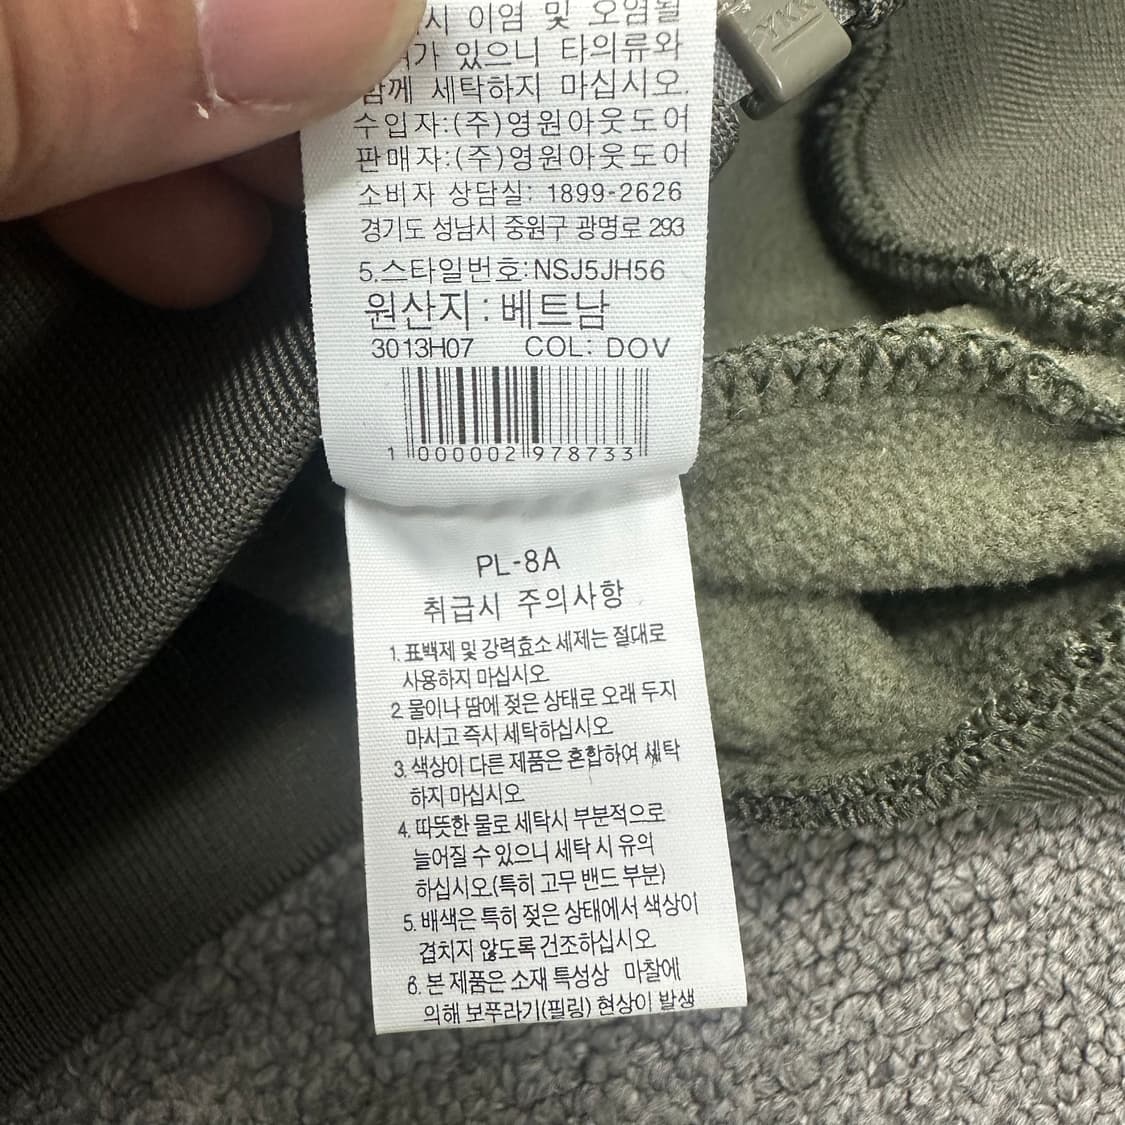 시 이염 및 오염될
가 있으니 타의류와
함께 세탁하지 마십시오.
수입자:(주)영원아웃도어
판매자:(주)영원아웃도어
소비자 상담실: 1899-2626
경기도 성남시 중원구 광명로 293
5.스타일번호:NSJ5JH56
원산지 : 베트남
3013H07 COL: DOV
1 000002 978733
YKK
PL-8A
취급시 주의사항
1. 표백제 및 강력효소 세제는 절대로
사용하지 마십시오
2. 물이나 땀에 젖은 상태로 오래 두지
마시고 즉시 세탁하십시오.
3. 색상이 다른 제품은 혼합하여 세탁
하지 마십시오
4. 따뜻한 물로 세탁시 부분적으로
늘어질 수 있으니 세탁 시 유의
하십시오.(특히 고무 밴드 부분)
5. 배색은 특히 젖은 상태에서 색상이
겹치지 않도록 건조하십시오
6. 본 제품은 소재 특성상 마찰에
의해 보푸라기(필링) 현상이 발생